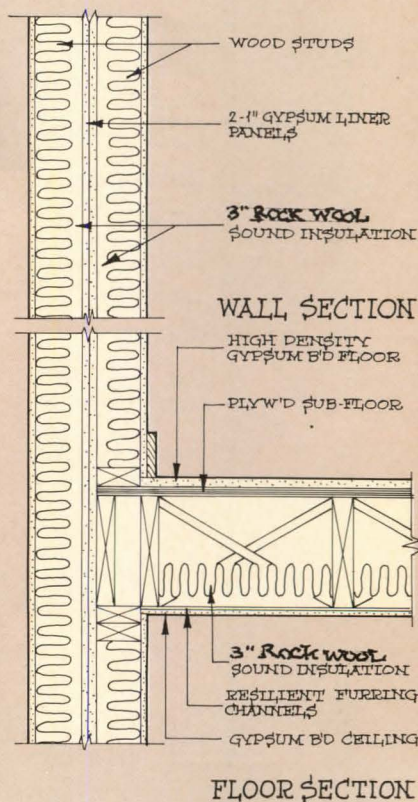 WOOD STUDS
2-1" GYPSUM LINER
PANELS
3" ROCK WOOL
SOUND INSULATION
WALL SECTION
HIGH DENSITY
GYPSUM B'D FLOOR
PLYW'D SUB-FLOOR
3" ROCK WOOL
SOUND INSULATION
RESILIENT FURRING
CHANNELS
GYPSUM B'D CEILING
FLOOR SECTION